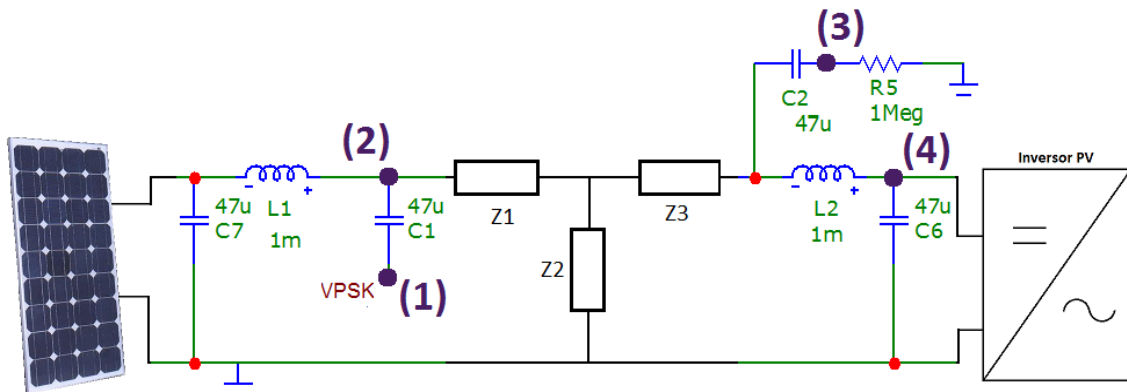 (3)
C2
47u
R5
1Meg
(2)
(4)
Inversor PV
47u
C7
L1
1m
-
+
47u
C1
Z1
Z3
-
+
L2
1m
47u
C6
Z2
VPSK
(1)